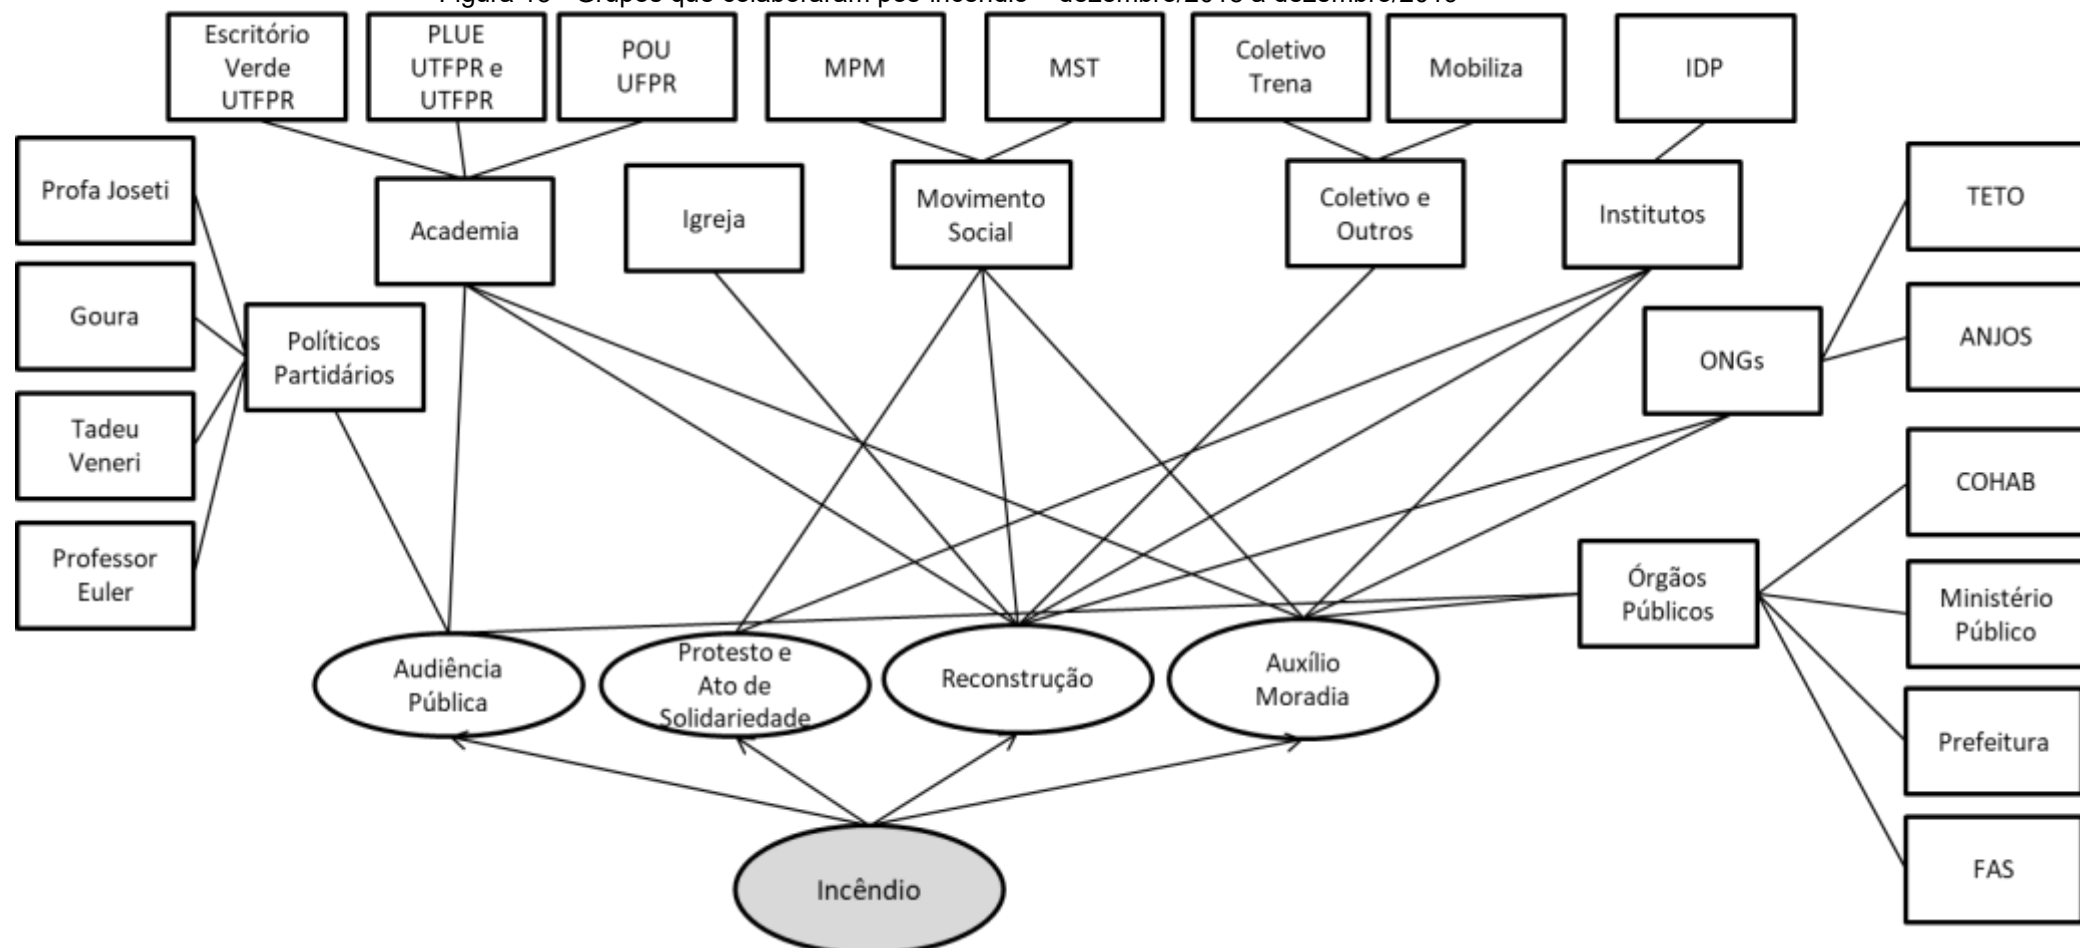 Escritório
Verde
UTFPR
PLUE
UTFPR e
UTFPR
POU
UFPR
MPM
MST
Coletivo
Trena
Mobiliza
IDP
Profa Joseti
Academia
Igreja
Movimento
Social
Coletivo e
Outros
Institutos
TETO
Goura
Políticos
Partidários
ONGs
ANJOS
Tadeu
Veneri
COHAB
Professor
Euler
Órgãos
Públicos
Ministério
Público
Audiência
Pública
Protesto e
Ato de
Solidariedade
Reconstrução
Auxílio
Moradia
Prefeitura
Incêndio
FAS